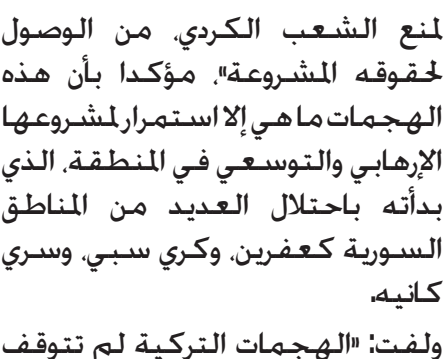 لمنع الشعب الكردي، من الوصول
لحقوقه المشروعة"، مؤكدا بأن هذه
الهجمات ما هي إلا استمرار لمشروعها
الإرهابي والتوسعي في المنطقة، الذي
بدأته باحتلال العديد من المناطق
السورية كعفرين، وكري سبي، وسري
كانيه.
ولفت: "الهجمات التركية لم تتوقف